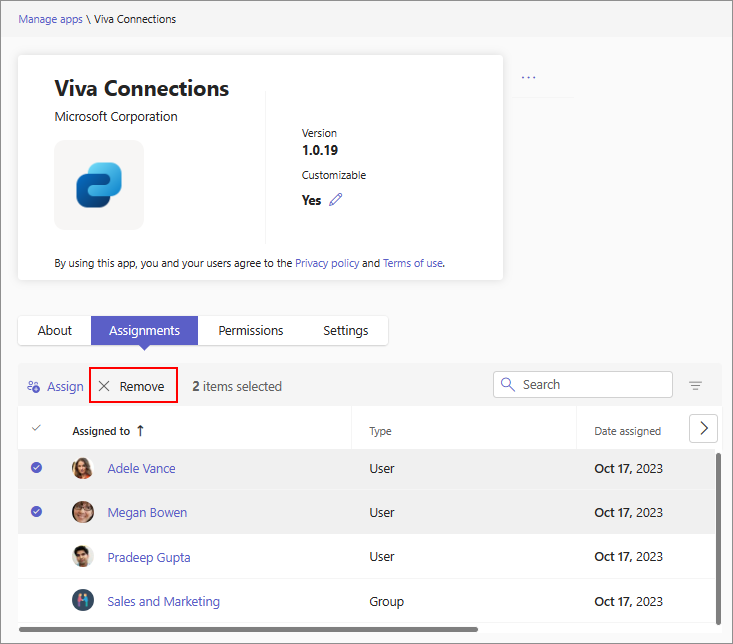 Manage apps \ Viva Connections
...
Viva Connections
Microsoft Corporation
Version
1.0.19
Customizable
Yes
By using this app, you and your users agree to the Privacy policy and Terms of use.
About Assignments Permissions Settings
Assign Remove 2 items selected Search
Assigned to ↑ Type Date assigned
Adele Vance User Oct 17, 2023
Megan Bowen User Oct 17, 2023
Pradeep Gupta User Oct 17, 2023
Sales and Marketing Group Oct 17, 2023